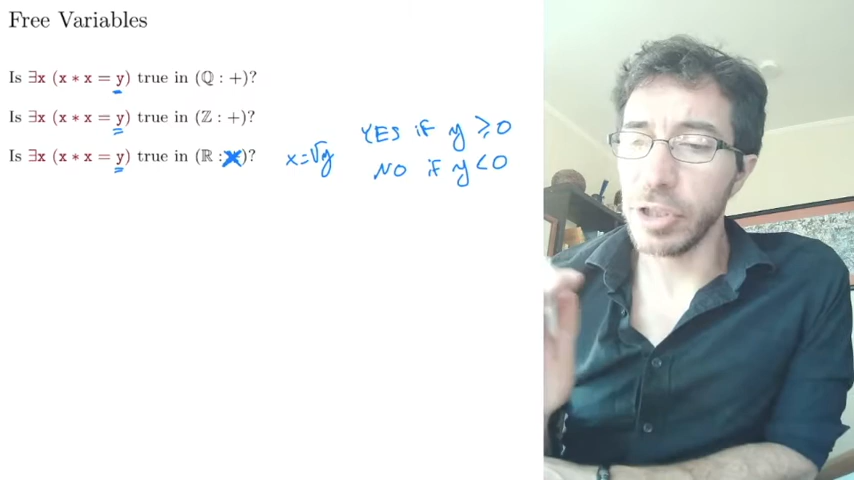 Free Variables
Is ∃x (x ∗ x = y) true in (ℚ : +)?
Is ∃x (x ∗ x = y) true in (ℤ : +)?
Is ∃x (x ∗ x = y) true in (ℝ : ×)?
x=√y
YES if y ≥ 0
NO if y < 0